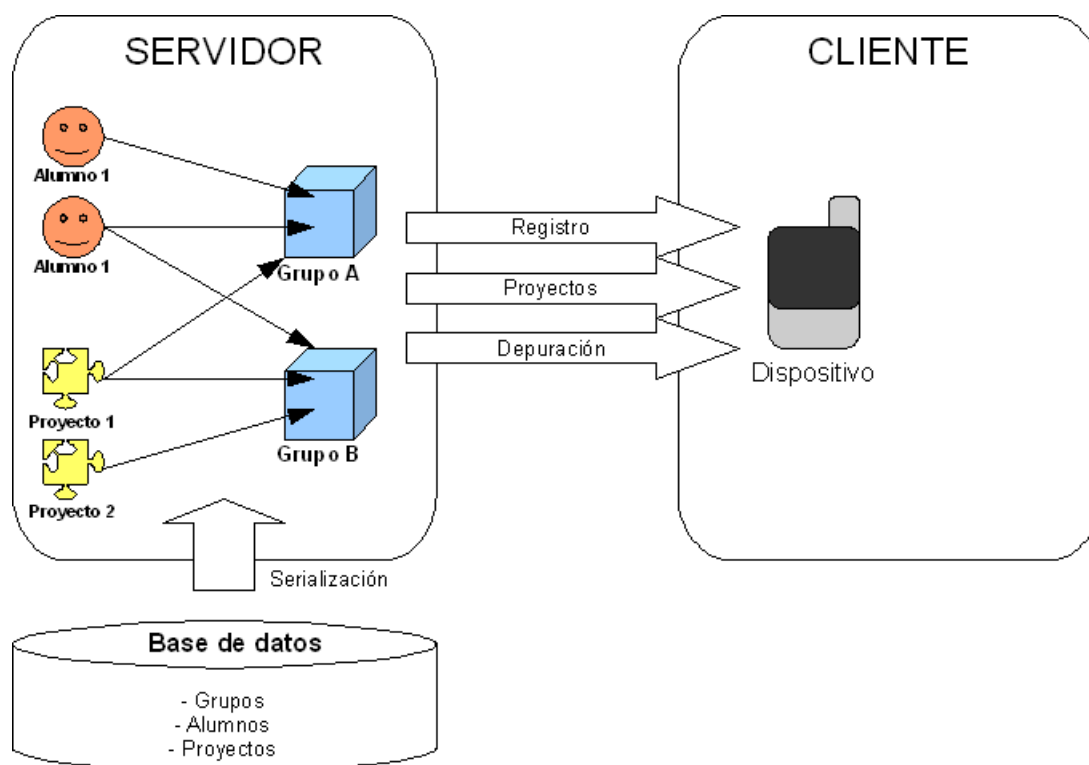 SERVIDOR
CLIENTE
Alumno 1
Alumno 1
Grupo A
Proyecto 1
Proyecto 2
Grupo B
Registro
Proyectos
Depuración
Dispositivo
Serialización
Base de datos
- Grupos
- Alumnos
- Proyectos